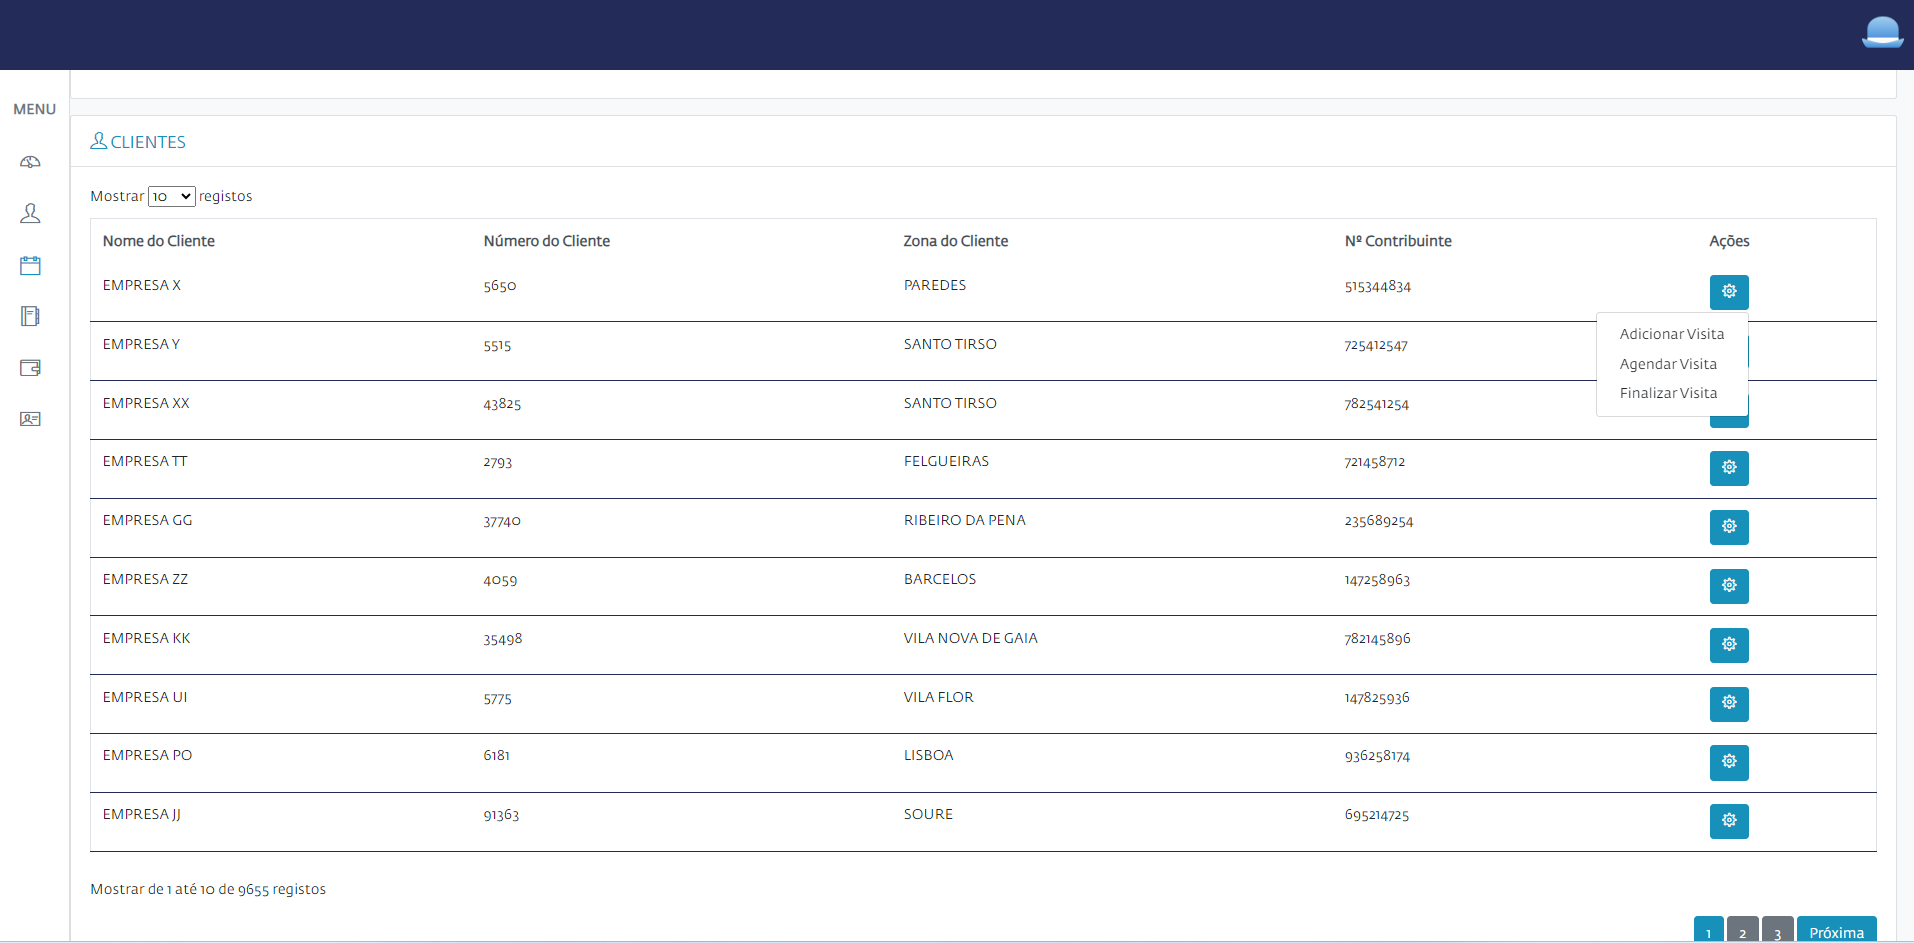 MENU
CLIENTES
Mostrar 10 registos
Nome do Cliente Número do Cliente Zona do Cliente Nº Contribuinte Ações
EMPRESA X 5650 PAREDES 515344834
Adicionar Visita
EMPRESA Y 5515 SANTO TIRSO 725412547
Agendar Visita
Finalizar Visita
EMPRESA XX 43825 SANTO TIRSO 782541254
EMPRESA TT 2793 FELGUEIRAS 721458712
EMPRESA GG 37740 RIBEIRO DA PENA 235689254
EMPRESA ZZ 4059 BARCELOS 147258963
EMPRESA KK 35498 VILA NOVA DE GAIA 782145896
EMPRESA UI 5775 VILA FLOR 147825936
EMPRESA PO 6181 LISBOA 936258174
EMPRESA JJ 91363 SOURE 695214725
Mostrar de 1 até 10 de 9655 registos
1 2 3 Próxima